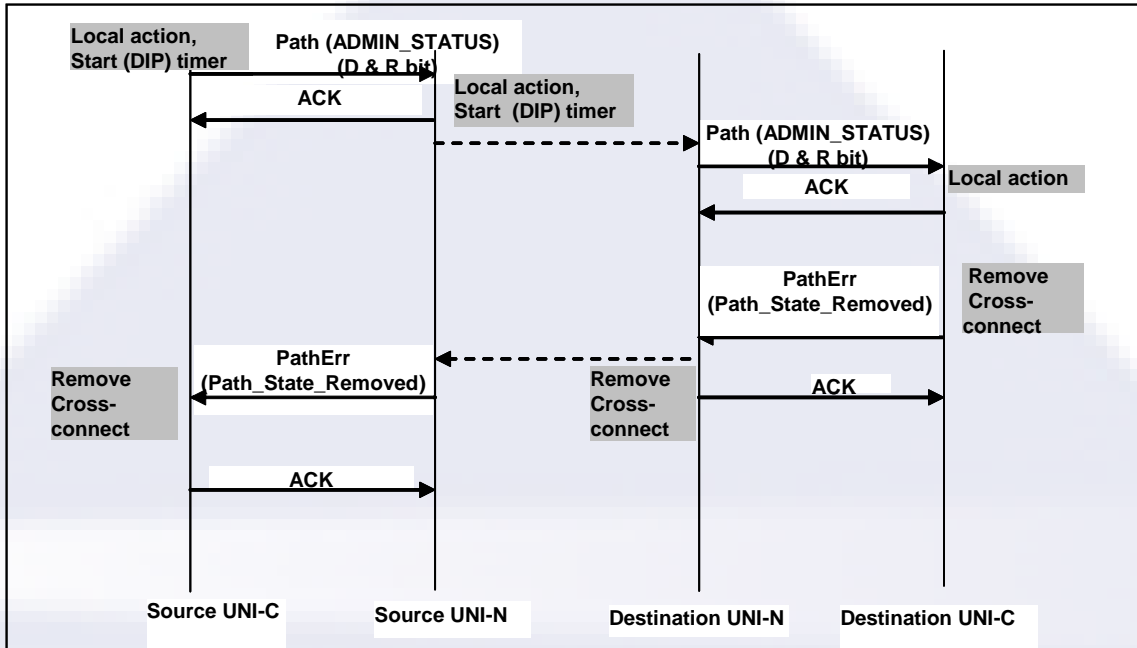 Local action,
Start (DIP) timer
Path (ADMIN_STATUS)
(D & R bit)
ACK
Local action,
Start (DIP) timer
Path (ADMIN_STATUS)
(D & R bit)
Local action
ACK
PathErr
(Path_State_Removed)
Remove
Cross-
connect
PathErr
(Path_State_Removed)
Remove
Cross-
connect
Remove
Cross-
connect
ACK
ACK
Source UNI-C
Source UNI-N
Destination UNI-N
Destination UNI-C